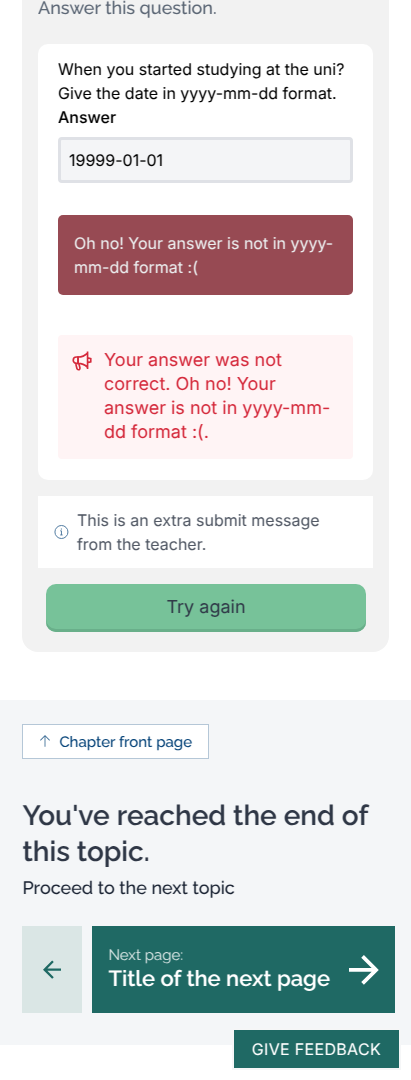 Answer this question.
When you started studying at the uni?
Give the date in yyyy-mm-dd format.
Answer
19999-01-01
Oh no! Your answer is not in yyyy-
mm-dd format :(
Your answer was not
correct. Oh no! Your
answer is not in yyyy-mm-
dd format :(.
This is an extra submit message
from the teacher.
Try again
Chapter front page
You've reached the end of
this topic.
Proceed to the next topic
Next page:
Title of the next page
GIVE FEEDBACK